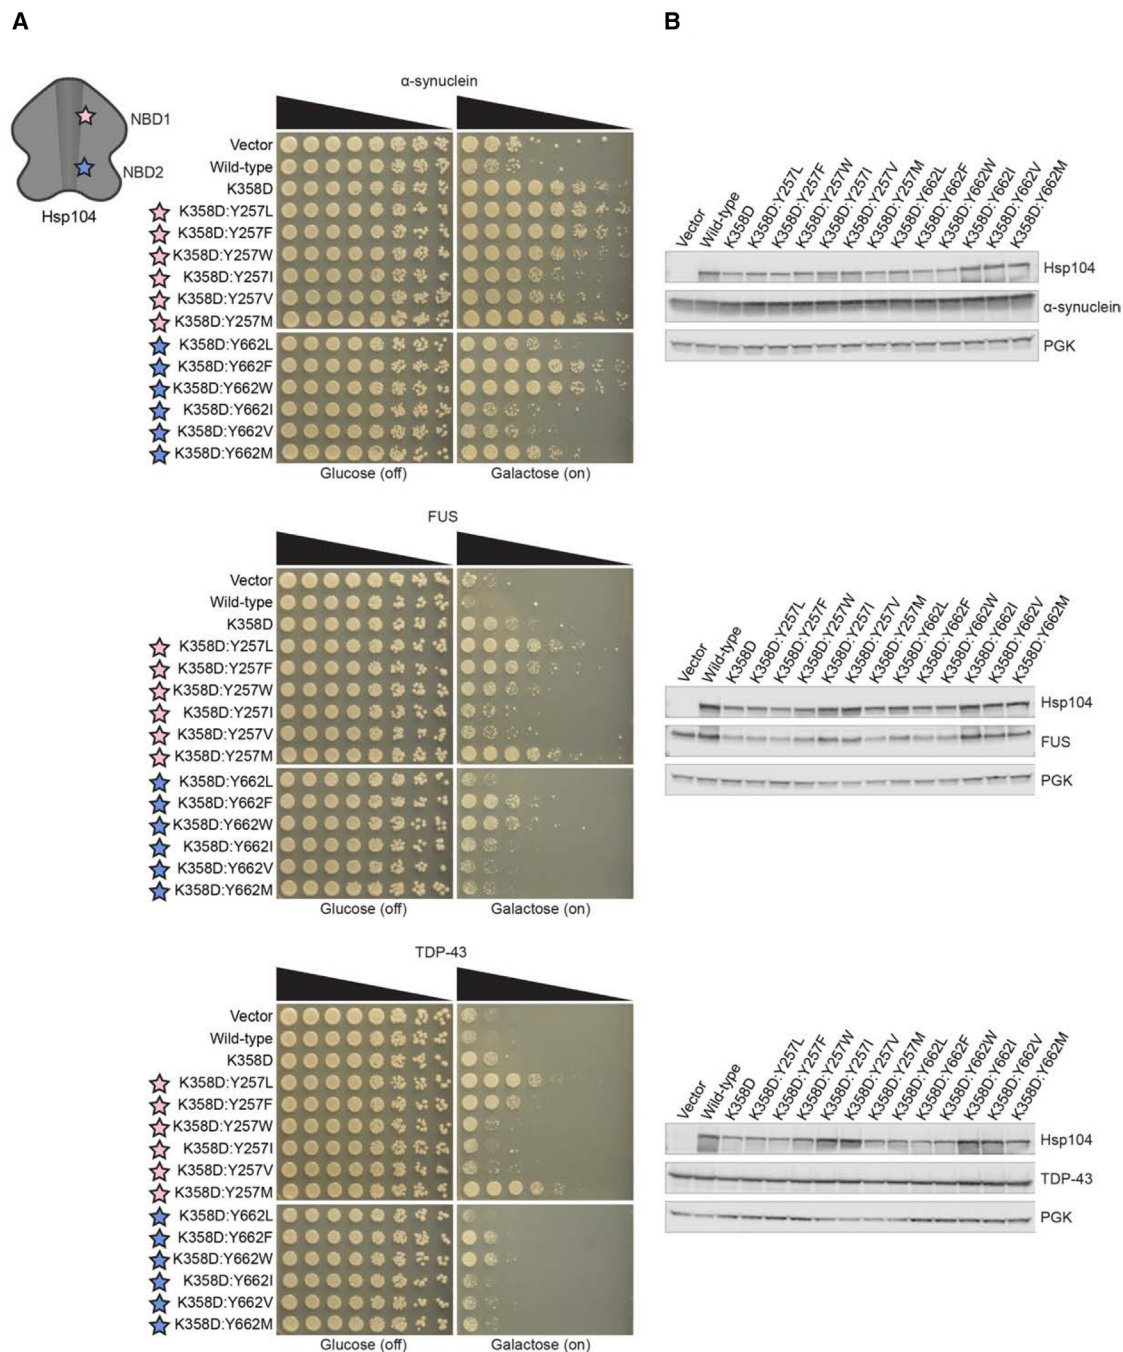 A
B
α-synuclein
NBD1
NBD2
Hsp104
Vector
Wild-type
K358D
K358D:Y257L
K358D:Y257F
K358D:Y257W
K358D:Y257I
K358D:Y257V
K358D:Y257M
K358D:Y662L
K358D:Y662F
K358D:Y662W
K358D:Y662I
K358D:Y662V
K358D:Y662M
Glucose (off)
Galactose (on)
Vector
Wild-type
K358D
K358D:Y257L
K358D:Y257F
K358D:Y257W
K358D:Y257I
K358D:Y257V
K358D:Y257M
K358D:Y662L
K358D:Y662F
K358D:Y662W
K358D:Y662I
K358D:Y662V
K358D:Y662M
Hsp104
α-synuclein
PGK
FUS
Vector
Wild-type
K358D
K358D:Y257L
K358D:Y257F
K358D:Y257W
K358D:Y257I
K358D:Y257V
K358D:Y257M
K358D:Y662L
K358D:Y662F
K358D:Y662W
K358D:Y662I
K358D:Y662V
K358D:Y662M
Glucose (off)
Galactose (on)
Vector
Wild-type
K358D
K358D:Y257L
K358D:Y257F
K358D:Y257W
K358D:Y257I
K358D:Y257V
K358D:Y257M
K358D:Y662L
K358D:Y662F
K358D:Y662W
K358D:Y662I
K358D:Y662V
K358D:Y662M
Hsp104
FUS
PGK
TDP-43
Vector
Wild-type
K358D
K358D:Y257L
K358D:Y257F
K358D:Y257W
K358D:Y257I
K358D:Y257V
K358D:Y257M
K358D:Y662L
K358D:Y662F
K358D:Y662W
K358D:Y662I
K358D:Y662V
K358D:Y662M
Glucose (off)
Galactose (on)
Vector
Wild-type
K358D
K358D:Y257L
K358D:Y257F
K358D:Y257W
K358D:Y257I
K358D:Y257V
K358D:Y257M
K358D:Y662L
K358D:Y662F
K358D:Y662W
K358D:Y662I
K358D:Y662V
K358D:Y662M
Hsp104
TDP-43
PGK